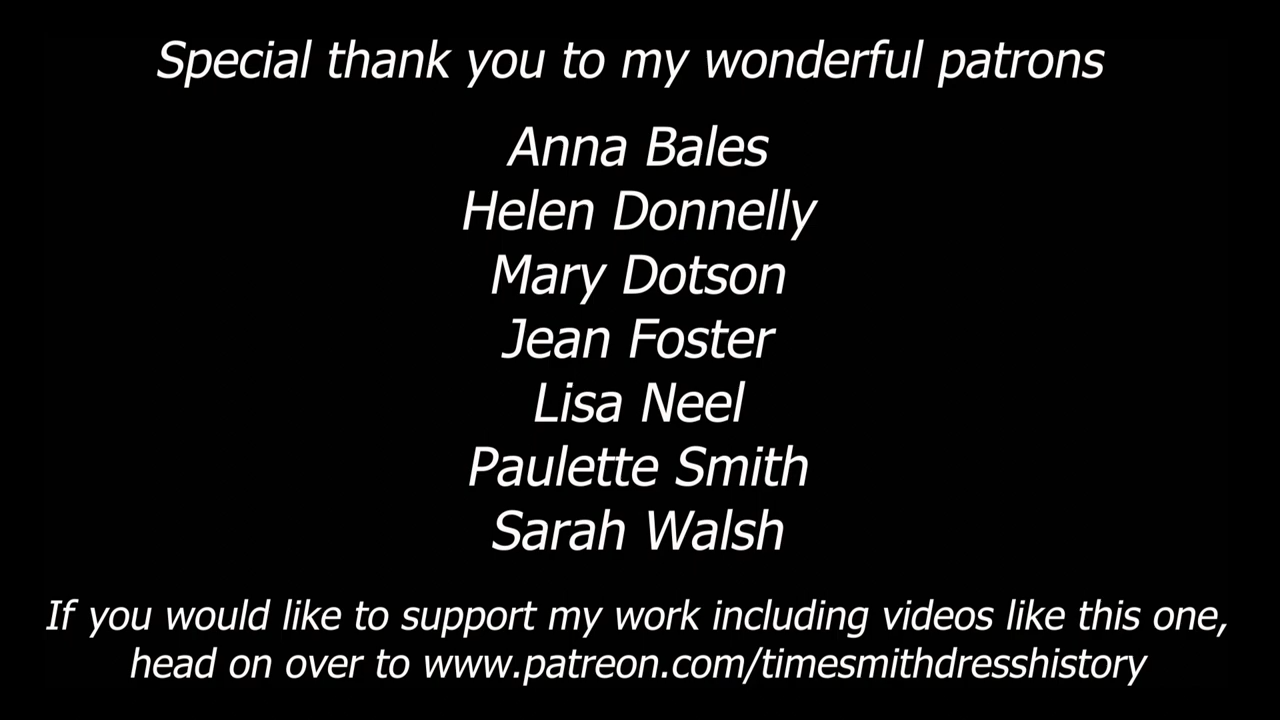 Special thank you to my wonderful patrons
Anna Bales
Helen Donnelly
Mary Dotson
Jean Foster
Lisa Neel
Paulette Smith
Sarah Walsh
If you would like to support my work including videos like this one,
head on over to www.patreon.com/timesmithdresshistory